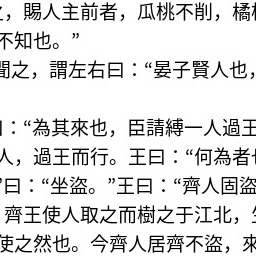 ，賜人主前者，瓜桃不削，橘
不知也。”
聞之，謂左右曰：“晏子賢人也，
：“為其來也，臣請縛一人過王
人，過王而行。王曰：“何為者
”曰：“坐盜。”王曰：“齊人固盜
齊王使人取之而樹之于江北，生
使之然也。今齊人居齊不盜，來